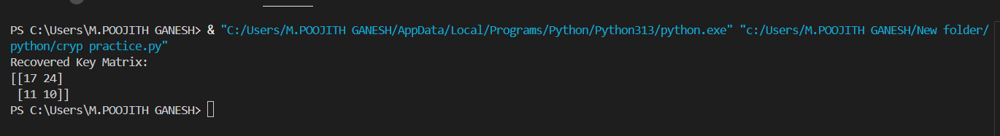 PS C:\Users\M.POOJITH GANESH> & "C:/Users/M.POOJITH GANESH/AppData/Local/Programs/Python/Python313/python.exe" "c:/Users/M.POOJITH GANESH/New folder/
python/cryp practice.py"
Recovered Key Matrix:
[[17 24]
 [11 10]]
PS C:\Users\M.POOJITH GANESH>